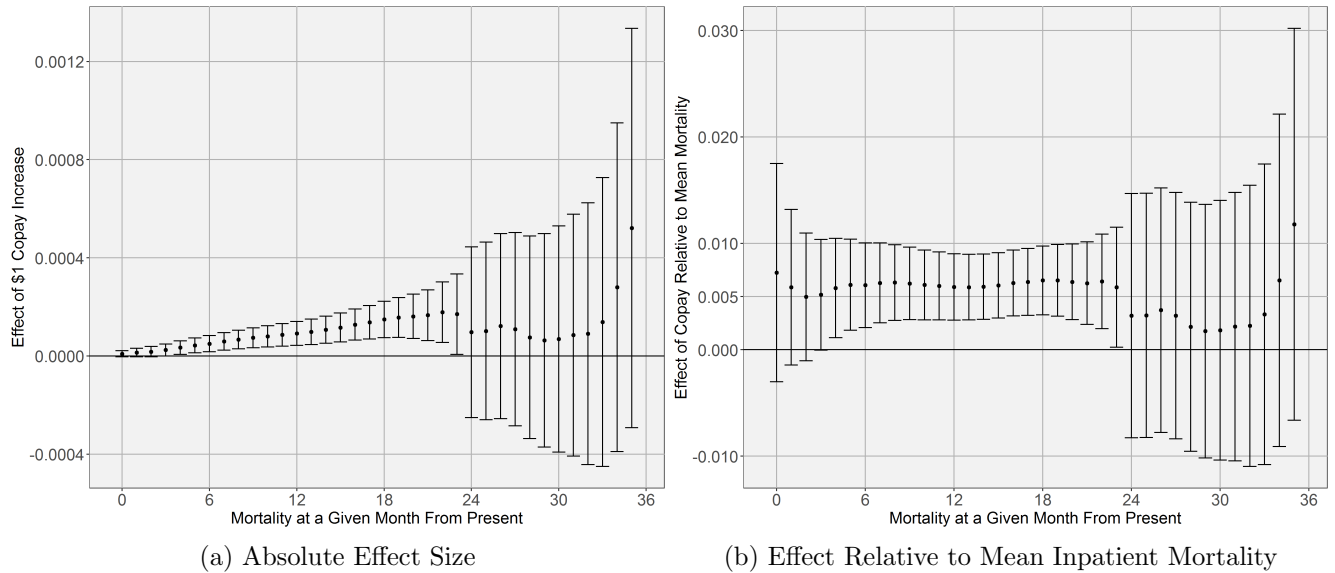 0.0012
0.0008
0.0004
0.0000
-0.0004
Effect of $1 Copay Increase
0 6 12 18 24 30 36
Mortality at a Given Month From Present
(a) Absolute Effect Size
0.030
0.020
0.010
0.005
0.000
-0.010
Effect of Copay Relative to Mean Mortality
0 6 12 18 24 30 36
Mortality at a Given Month From Present
(b) Effect Relative to Mean Inpatient Mortality